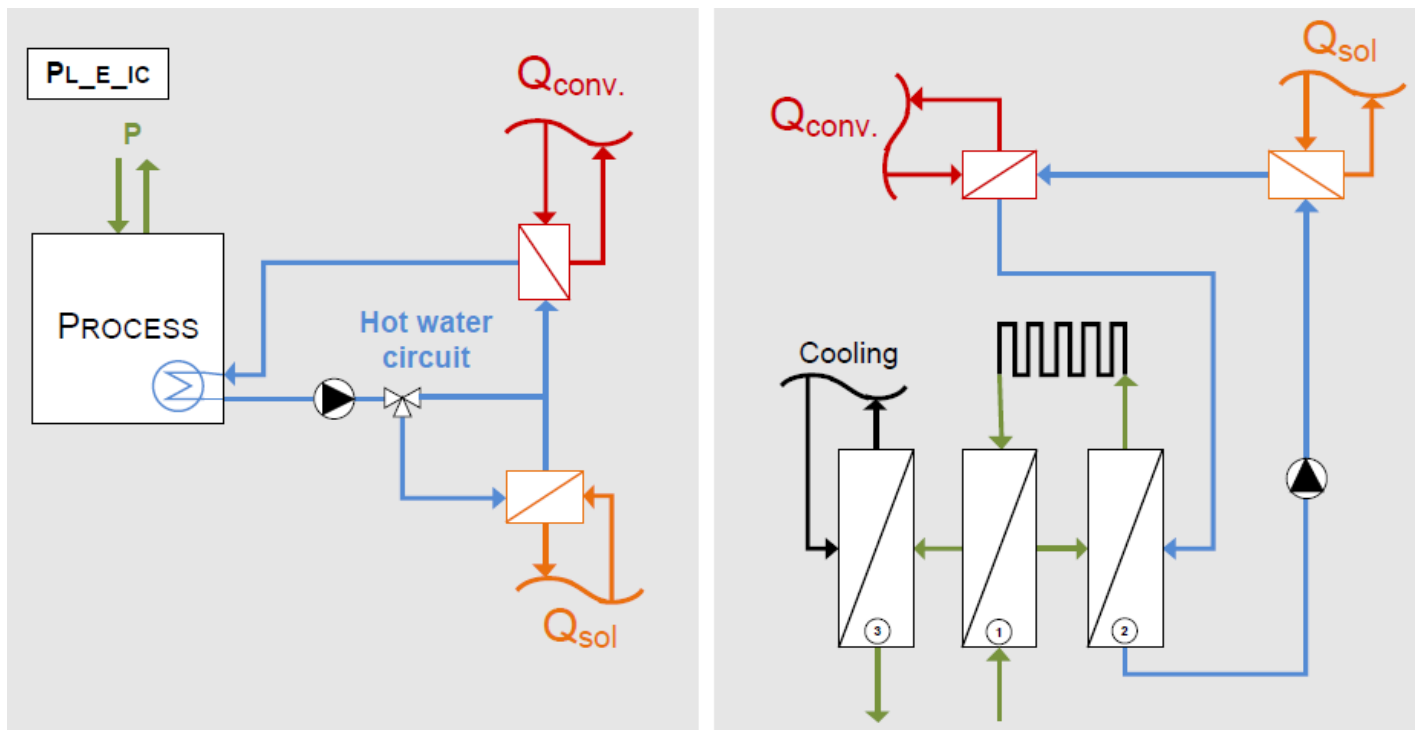 PL_E_IC
P
PROCESS
Qconv.
Hot water
circuit
Qsol
Qsol
Qconv.
Cooling
3
1
2